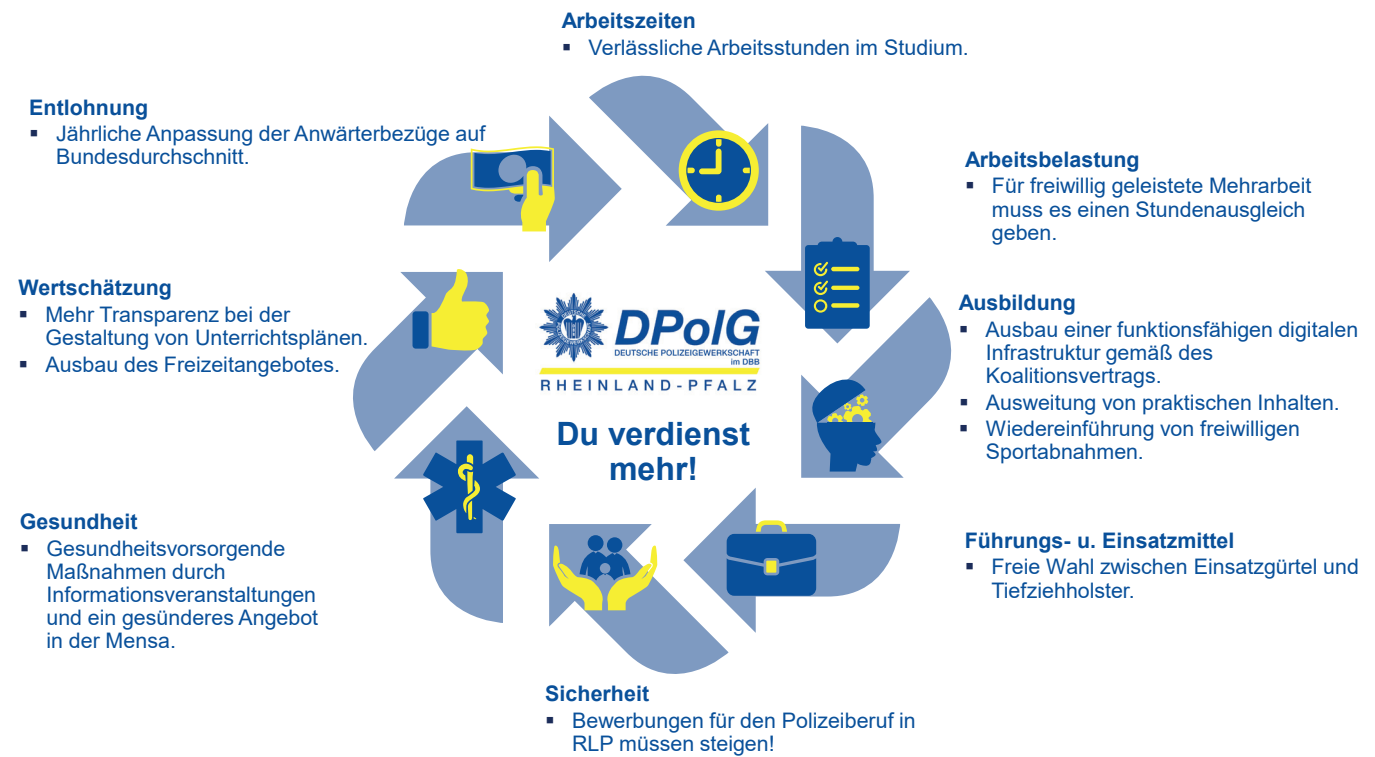 Arbeitszeiten
▪ Verlässliche Arbeitsstunden im Studium.
Entlohnung
▪ Jährliche Anpassung der Anwärterbezüge auf
Bundesdurchschnitt.
Arbeitsbelastung
▪ Für freiwillig geleistete Mehrarbeit
muss es einen Stundenausgleich
geben.
Wertschätzung
▪ Mehr Transparenz bei der
Gestaltung von Unterrichtsplänen.
▪ Ausbau des Freizeitangebotes.
DPolG
DEUTSCHE POLIZEIGEWERKSCHAFT
im DBB
RHEINLAND-PFALZ
Du verdienst
mehr!
Ausbildung
▪ Ausbau einer funktionsfähigen digitalen
Infrastruktur gemäß des
Koalitionsvertrags.
▪ Ausweitung von praktischen Inhalten.
▪ Wiedereinführung von freiwilligen
Sportabnahmen.
Gesundheit
▪ Gesundheitsvorsorgende
Maßnahmen durch
Informationsveranstaltungen
und ein gesünderes Angebot
in der Mensa.
Führungs- u. Einsatzmittel
▪ Freie Wahl zwischen Einsatzgürtel und
Tiefziehholster.
Sicherheit
▪ Bewerbungen für den Polizeiberuf in
RLP müssen steigen!